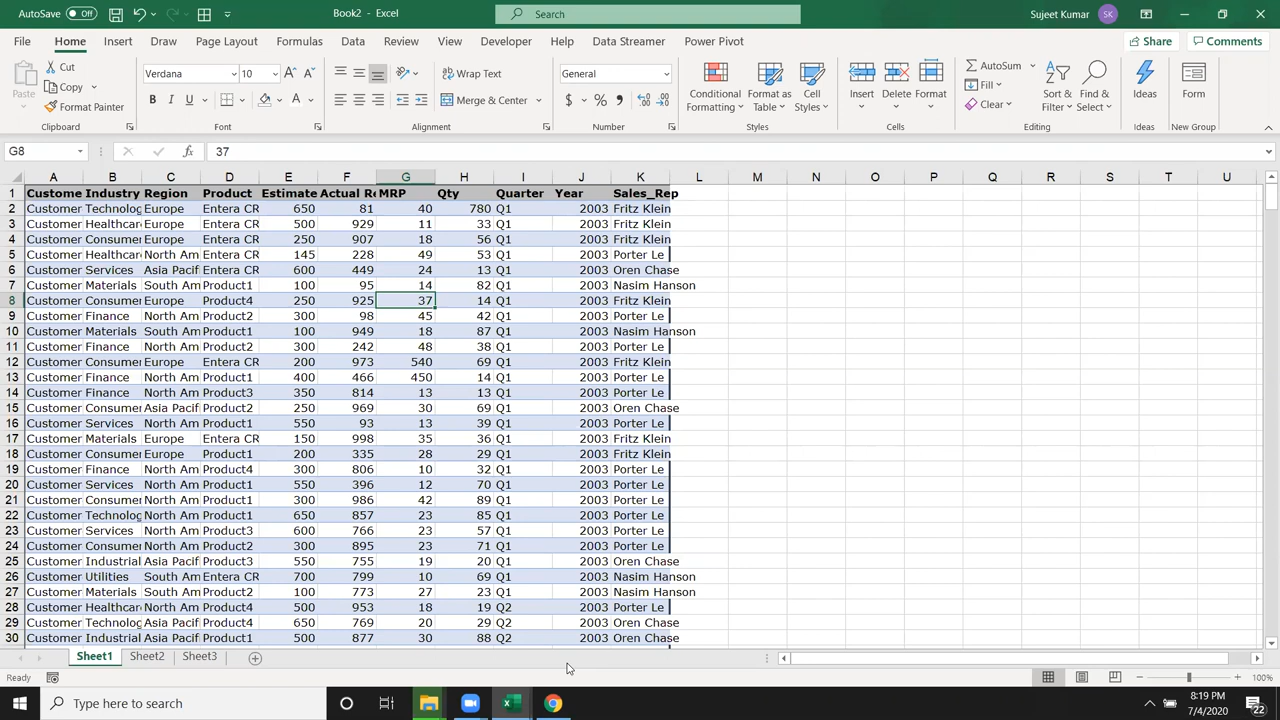 AutoSave Off Book2 - Excel Search Sujeet Kumar SK
File Home Insert Draw Page Layout Formulas Data Review View Developer Help Data Streamer Power Pivot Share Comments
Paste Cut Copy Format Painter Clipboard
Verdana 10 B I U A Font
Wrap Text Merge & Center Alignment
General $ % Number
Conditional Formatting Format as Table Cell Styles Styles
Insert Delete Format Cells
AutoSum Fill Clear Sort & Filter Find & Select Editing
Ideas Ideas
Form New Group
G8 fx 37
A B C D E F G H I J K L M N O P Q R S T U
1 Custome Industry Region Product Estimate Actual Re MRP Qty Quarter Year Sales_Rep
2 Customer Technolog Europe Entera CR 650 81 40 780 Q1 2003 Fritz Klein
3 Customer Healthcar Europe Entera CR 500 929 11 33 Q1 2003 Fritz Klein
4 Customer Consumer Europe Entera CR 250 907 18 56 Q1 2003 Fritz Klein
5 Customer Healthcar North Am Entera CR 145 228 49 53 Q1 2003 Porter Le
6 Customer Services Asia Pacif Entera CR 600 449 24 13 Q1 2003 Oren Chase
7 Customer Materials South Am Product1 100 95 14 82 Q1 2003 Nasim Hanson
8 Customer Consumer Europe Product4 250 925 37 14 Q1 2003 Fritz Klein
9 Customer Finance North Am Product2 300 98 45 42 Q1 2003 Porter Le
10 Customer Materials South Am Product1 100 949 18 87 Q1 2003 Nasim Hanson
11 Customer Finance North Am Product2 300 242 48 38 Q1 2003 Porter Le
12 Customer Consumer Europe Entera CR 200 973 540 69 Q1 2003 Fritz Klein
13 Customer Finance North Am Product1 400 466 450 14 Q1 2003 Porter Le
14 Customer Finance North Am Product3 350 814 13 13 Q1 2003 Porter Le
15 Customer Consumer Asia Pacif Product2 250 969 30 69 Q1 2003 Oren Chase
16 Customer Services North Am Product1 550 93 13 39 Q1 2003 Porter Le
17 Customer Materials Europe Entera CR 150 998 35 36 Q1 2003 Fritz Klein
18 Customer Consumer Europe Product1 200 335 28 29 Q1 2003 Fritz Klein
19 Customer Finance North Am Product4 300 806 10 32 Q1 2003 Porter Le
20 Customer Services North Am Product1 550 396 12 70 Q1 2003 Porter Le
21 Customer Consumer North Am Product1 300 986 42 89 Q1 2003 Porter Le
22 Customer Technolog North Am Product1 650 857 23 85 Q1 2003 Porter Le
23 Customer Services North Am Product3 600 766 23 57 Q1 2003 Porter Le
24 Customer Consumer North Am Product2 300 895 23 71 Q1 2003 Porter Le
25 Customer Industrial Asia Pacif Product3 550 755 19 20 Q1 2003 Oren Chase
26 Customer Utilities South Am Entera CR 700 799 10 69 Q1 2003 Nasim Hanson
27 Customer Materials South Am Product2 100 773 27 23 Q1 2003 Nasim Hanson
28 Customer Healthcar North Am Product4 500 953 18 19 Q2 2003 Porter Le
29 Customer Technolog Asia Pacif Product4 650 769 20 29 Q2 2003 Oren Chase
30 Customer Industrial Asia Pacif Product1 500 877 30 88 Q2 2003 Oren Chase
Sheet1 Sheet2 Sheet3
Ready 100%
Type here to search 8:19 PM
7/4/2020 22